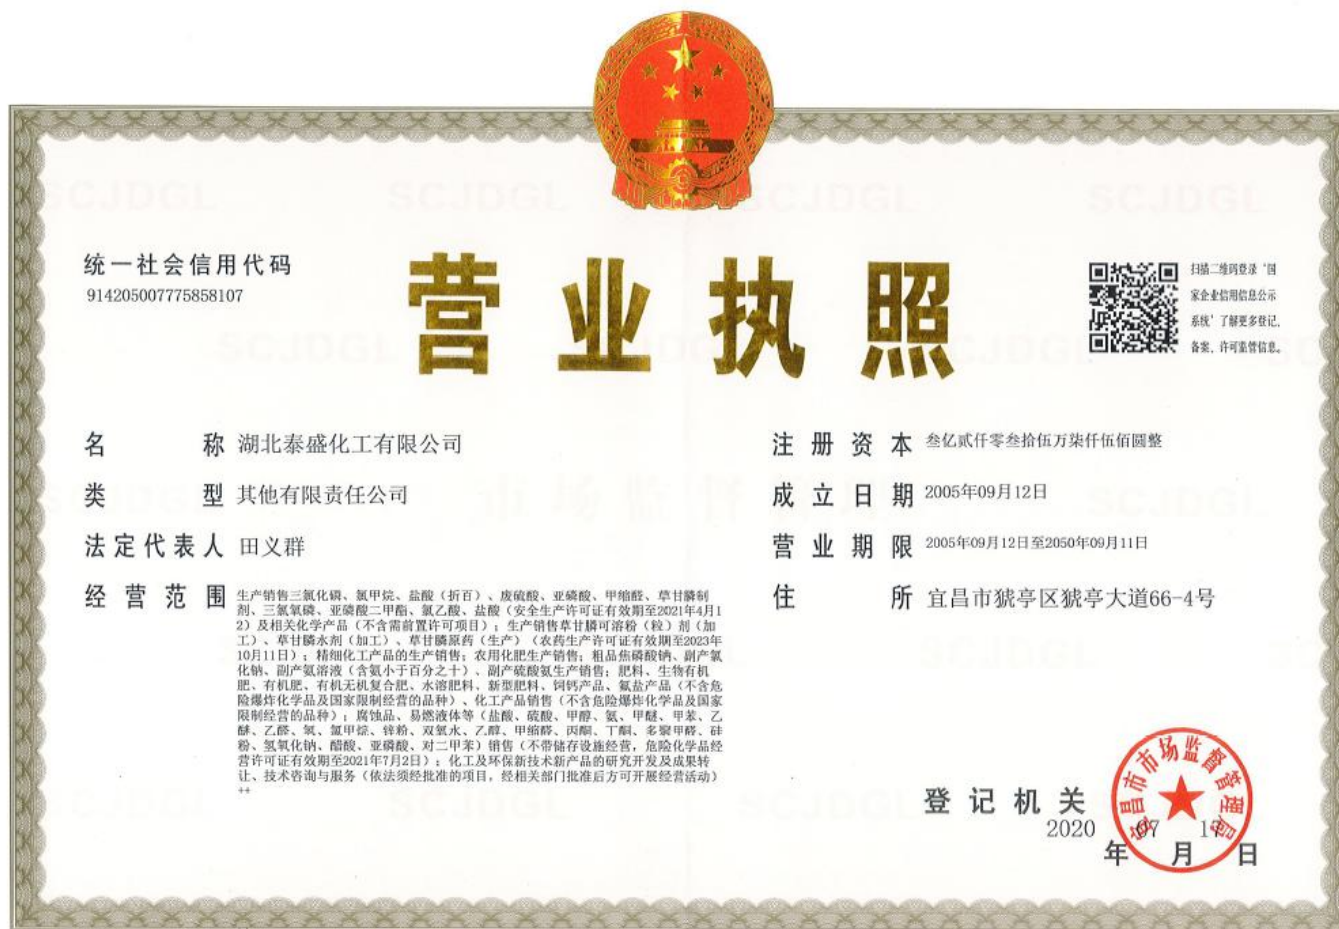 统一社会信用代码
914205007775858107
营业执照
扫描二维码登录‘国
家企业信用信息公示
系统’了解更多登记、
备案、许可监管信息。
名称 湖北泰盛化工有限公司
类型 其他有限责任公司
法定代表人 田义群
经营范围 生产销售三氯化磷、氯甲烷、盐酸（折百）、废硫酸、亚磷酸、甲缩醛、草甘膦制
剂、三氯氧磷、亚磷酸二甲酯、氯乙酸、盐酸（安全生产许可证有效期至2021年4月1
2）及相关化学产品（不含需前置许可项目）；生产销售草甘膦可溶粉（粒）剂（加
工）、草甘膦水剂（加工）、草甘膦原药（生产）（农药生产许可证有效期至2023年
10月11日）；精细化工产品的生产销售；农用化肥生产销售；粗品焦磷酸钠、副产氯
化钠、副产氨溶液（含氨小于百分之十）、副产硫酸氨生产销售；肥料、生物有机
肥、有机肥、有机无机复合肥、水溶肥料、新型肥料、饲钙产品、氟盐产品（不含危
险爆炸化学品及国家限制经营的品种）、化工产品销售（不含危险爆炸化学品及国家
限制经营的品种）；腐蚀品、易燃液体等（盐酸、硫酸、甲醇、氨、甲醚、甲苯、乙
醚、乙醛、氢、氯甲烷、锌粉、双氧水、乙醇、甲缩醛、丙酮、丁酮、多聚甲醛、硅
粉、氢氧化钠、醋酸、亚磷酸、对二甲苯）销售（不带储存设施经营，危险化学品经
营许可证有效期至2021年7月2日）；化工及环保新技术新产品的研究开发及成果转
让、技术咨询与服务（依法须经批准的项目，经相关部门批准后方可开展经营活动）
++
注册资本 叁亿贰仟零叁拾伍万柒仟伍佰圆整
成立日期 2005年09月12日
营业期限 2005年09月12日至2050年09月11日
住所 宜昌市猇亭区猇亭大道66-4号
登记机关
宜昌市市场监督管理局
2020年07月 日
SCJDGL